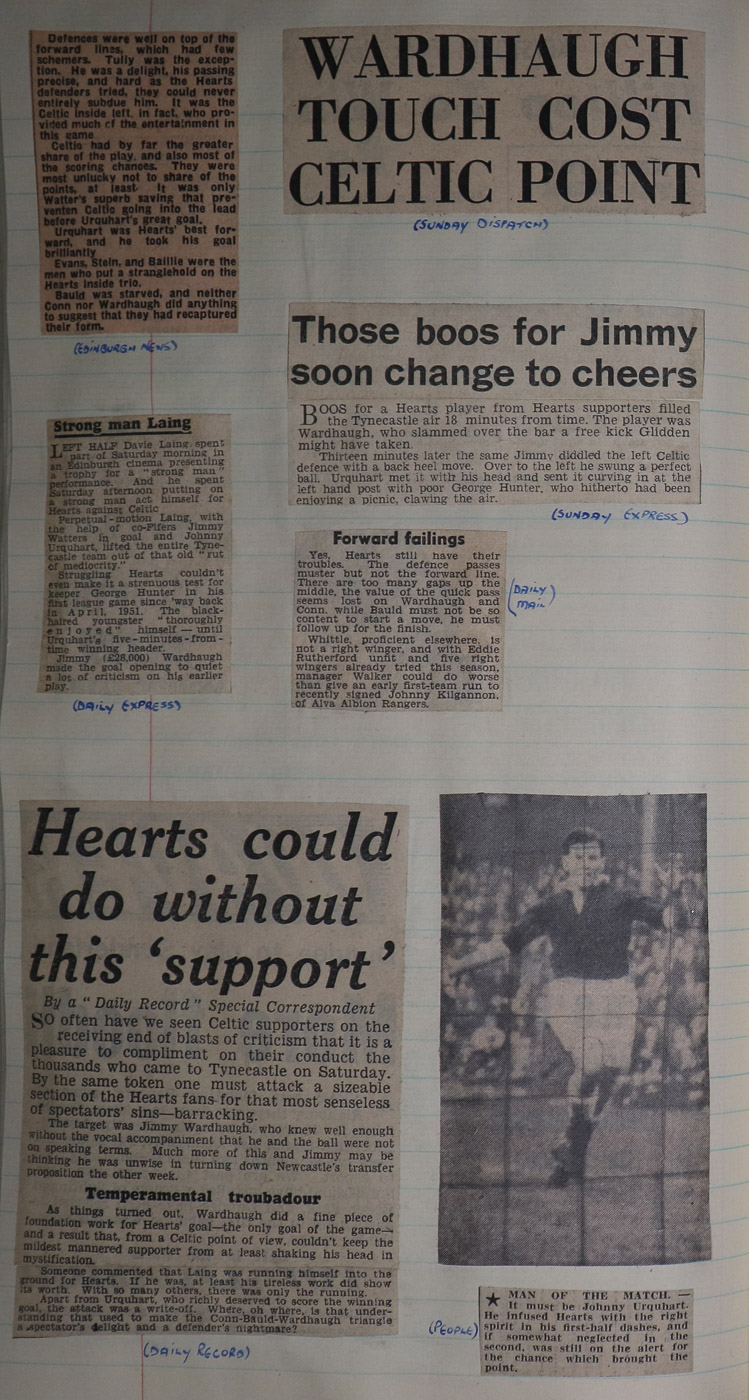 Defences were well on top of the
forward lines, which had few
schemers. Tully was the excep-
tion. He was a delight, his passing
precise, and hard as the Hearts
defenders tried, they could never
entirely subdue him. It was the
Celtic inside left, in fact, who pro-
vided much of the entertainment in
this game
Celtic had by far the greater
share of the play, and also most of
the scoring chances. They were
most unlucky not to share of the
points, at least. It was only
Watter's superb saving that pre-
venten Celtic going into the lead
before Urquhart's great goal.
Urquhart was Hearts' best for-
ward, and he took his goal
brilliantly
Evans, Stein, and Baillie were the
men who put a stranglehold on the
Hearts inside trio.
Bauld was starved, and neither
Conn nor Wardhaugh did anything
to suggest that they had recaptured
their form.
(EDINBURGH NEWS)
WARDHAUGH
TOUCH COST
CELTIC POINT
(SUNDAY DISPATCH)
Those boos for Jimmy
soon change to cheers
BOOS for a Hearts player from Hearts supporters filled
the Tynecastle air 18 minutes from time. The player was
Wardhaugh, who slammed over the bar a free kick Glidden
might have taken.
Thirteen minutes later the same Jimmy diddled the left Celtic
defence with a back heel move. Over to the left he swung a perfect
ball. Urquhart met it with his head and sent it curving in at the
left hand post with poor George Hunter, who hitherto had been
enjoying a picnic, clawing the air.
(SUNDAY EXPRESS)
Strong man Laing
LEFT HALF Davie Laing spent
part of Saturday morning in
an Edinburgh cinema presenting
a trophy for a "strong man"
performance. And he spent
Saturday afternoon putting on
a strong man act himself for
Hearts against Celtic
Perpetual-motion Laing, with
the help of co-Fifers Jimmy
Watters in goal and Johnny
Urquhart, lifted the entire Tyne-
castle team out of that old "rut
of mediocrity."
Struggling Hearts couldn't
even make it a strenuous test for
keeper George Hunter in his
first league game since 'way back
in April, 1951. The black-
haired youngster "thoroughly
enjoyed" himself—until
Urquhart's five-minutes-from-
time winning header.
Jimmy (£26,000) Wardhaugh
made the goal opening to quiet
a lot of criticism on his earlier
play.
(DAILY EXPRESS)
Forward failings
Yes, Hearts still have their
troubles. The defence passes
muster but not the forward line.
There are too many gaps up the
middle, the value of the quick pass
seems lost on Wardhaugh and
Conn, while Bauld must not be so
content to start a move, he must
follow up for the finish.
Whittle, proficient elsewhere, is
not a right winger, and with Eddie
Rutherford unfit and five right
wingers already tried this season,
manager Walker could do worse
than give an early first-team run to
recently signed Johnny Kilgannon,
of Alva Albion Rangers.
(DAILY
MAIL)
Hearts could
do without
this 'support'
By a "Daily Record" Special Correspondent
SO often have we seen Celtic supporters on the
receiving end of blasts of criticism that it is a
pleasure to compliment on their conduct the
thousands who came to Tynecastle on Saturday.
By the same token one must attack a sizeable
section of the Hearts fans for that most senseless
of spectators' sins—barracking.
The target was Jimmy Wardhaugh, who knew well enough
without the vocal accompaniment that he and the ball were not
on speaking terms. Much more of this and Jimmy may be
thinking he was unwise in turning down Newcastle's transfer
proposition the other week.
Temperamental troubadour
As things turned out, Wardhaugh did a fine piece of
foundation work for Hearts' goal—the only goal of the game—
and a result that, from a Celtic point of view, couldn't keep the
mildest mannered supporter from at least shaking his head in
mystification.
Someone commented that Laing was running himself into the
ground for Hearts. If he was, at least his tireless work did show
its worth. With so many others, there was only the running.
Apart from Urquhart, who richly deserved to score the winning
goal, the attack was a write-off. Where, oh where, is that under-
standing that used to make the Conn-Bauld-Wardhaugh triangle
a spectator's delight and a defender's nightmare?
(DAILY RECORD)
★ MAN OF THE MATCH.—
It must be Johnny Urquhart.
He infused Hearts with the right
spirit in his first-half dashes, and
if somewhat neglected in the
second, was still on the alert for
the chance which brought the
point.
(PEOPLE)